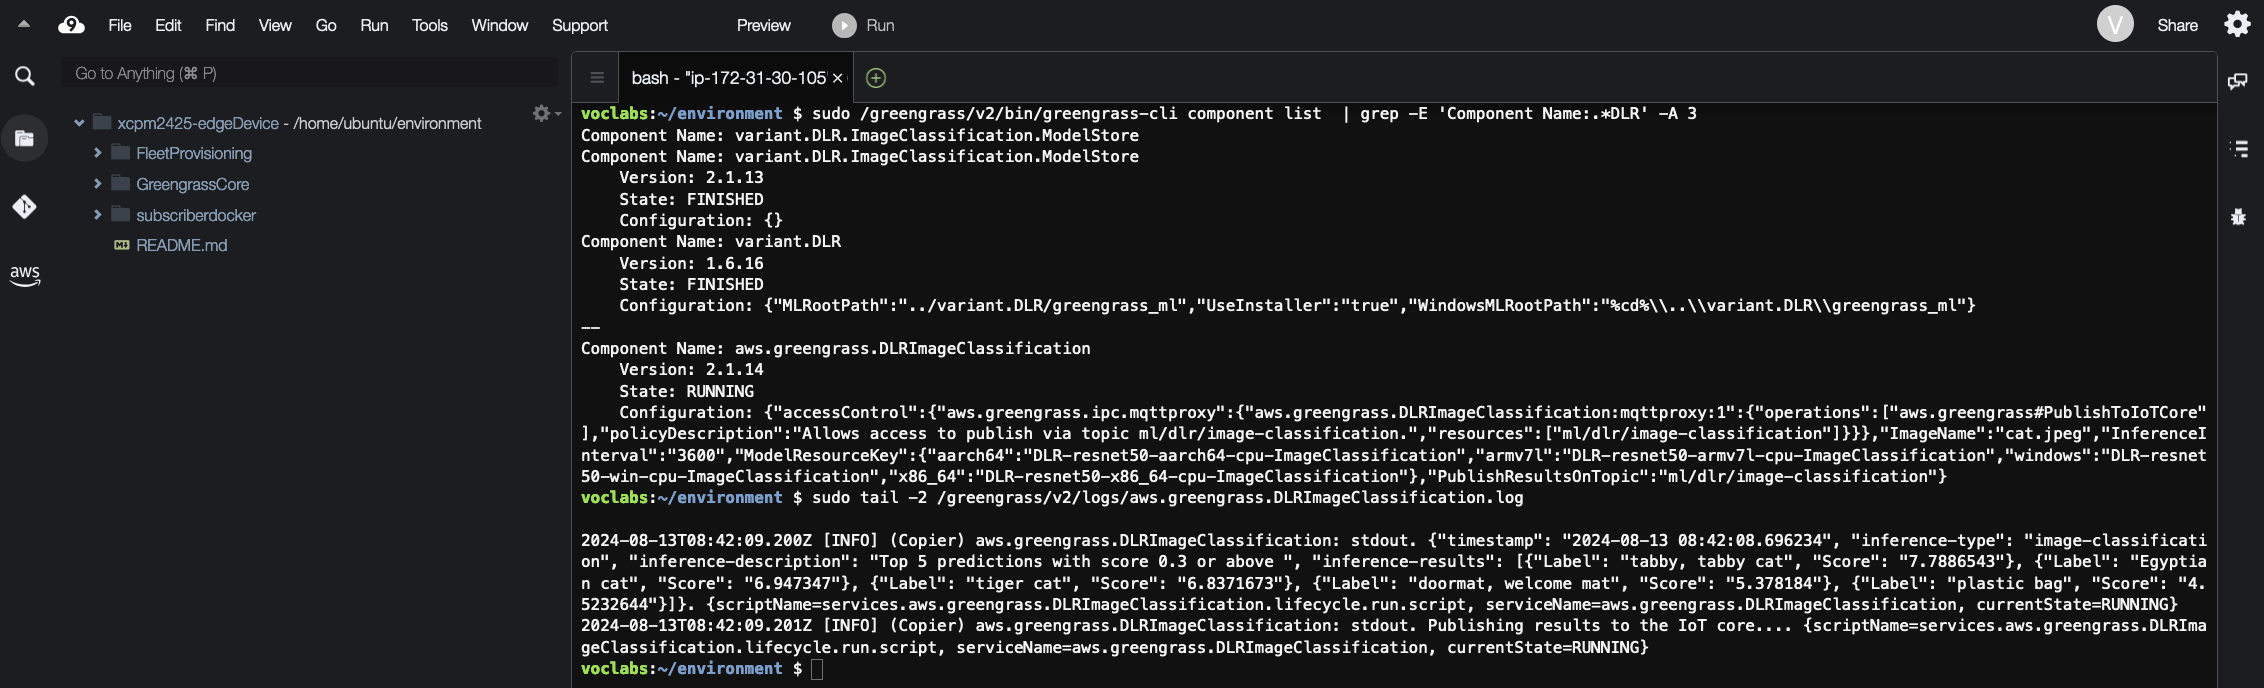 File Edit Find View Go Run Tools Window Support Preview Run V Share
Go to Anything (⌘ P)
xcpm2425-edgeDevice - /home/ubuntu/environment
FleetProvisioning
GreengrassCore
subscriberdocker
README.md
aws
bash - "ip-172-31-30-105"
voclabs:~/environment $ sudo /greengrass/v2/bin/greengrass-cli component list  | grep -E 'Component Name:.*DLR' -A 3
Component Name: variant.DLR.ImageClassification.ModelStore
Component Name: variant.DLR.ImageClassification.ModelStore
    Version: 2.1.13
    State: FINISHED
    Configuration: {}
Component Name: variant.DLR
    Version: 1.6.16
    State: FINISHED
    Configuration: {"MLRootPath":"../variant.DLR/greengrass_ml","UseInstaller":"true","WindowsMLRootPath":"%cd%\\..\\variant.DLR\\greengrass_ml"}
--
Component Name: aws.greengrass.DLRImageClassification
    Version: 2.1.14
    State: RUNNING
    Configuration: {"accessControl":{"aws.greengrass.ipc.mqttproxy":{"aws.greengrass.DLRImageClassification:mqttproxy:1":{"operations":["aws.greengrass#PublishToIoTCore"
],"policyDescription":"Allows access to publish via topic ml/dlr/image-classification.","resources":["ml/dlr/image-classification"]}}},"ImageName":"cat.jpeg","InferenceI
nterval":"3600","ModelResourceKey":{"aarch64":"DLR-resnet50-aarch64-cpu-ImageClassification","armv7l":"DLR-resnet50-armv7l-cpu-ImageClassification","windows":"DLR-resnet
50-win-cpu-ImageClassification","x86_64":"DLR-resnet50-x86_64-cpu-ImageClassification"},"PublishResultsOnTopic":"ml/dlr/image-classification"}
voclabs:~/environment $ sudo tail -2 /greengrass/v2/logs/aws.greengrass.DLRImageClassification.log
2024-08-13T08:42:09.200Z [INFO] (Copier) aws.greengrass.DLRImageClassification: stdout. {"timestamp": "2024-08-13 08:42:08.696234", "inference-type": "image-classificati
on", "inference-description": "Top 5 predictions with score 0.3 or above ", "inference-results": [{"Label": "tabby, tabby cat", "Score": "7.7886543"}, {"Label": "Egyptia
n cat", "Score": "6.947347"}, {"Label": "tiger cat", "Score": "6.8371673"}, {"Label": "doormat, welcome mat", "Score": "5.378184"}, {"Label": "plastic bag", "Score": "4.
5232644"}]}. {scriptName=services.aws.greengrass.DLRImageClassification.lifecycle.run.script, serviceName=aws.greengrass.DLRImageClassification, currentState=RUNNING}
2024-08-13T08:42:09.201Z [INFO] (Copier) aws.greengrass.DLRImageClassification: stdout. Publishing results to the IoT core.... {scriptName=services.aws.greengrass.DLRIma
geClassification.lifecycle.run.script, serviceName=aws.greengrass.DLRImageClassification, currentState=RUNNING}
voclabs:~/environment $